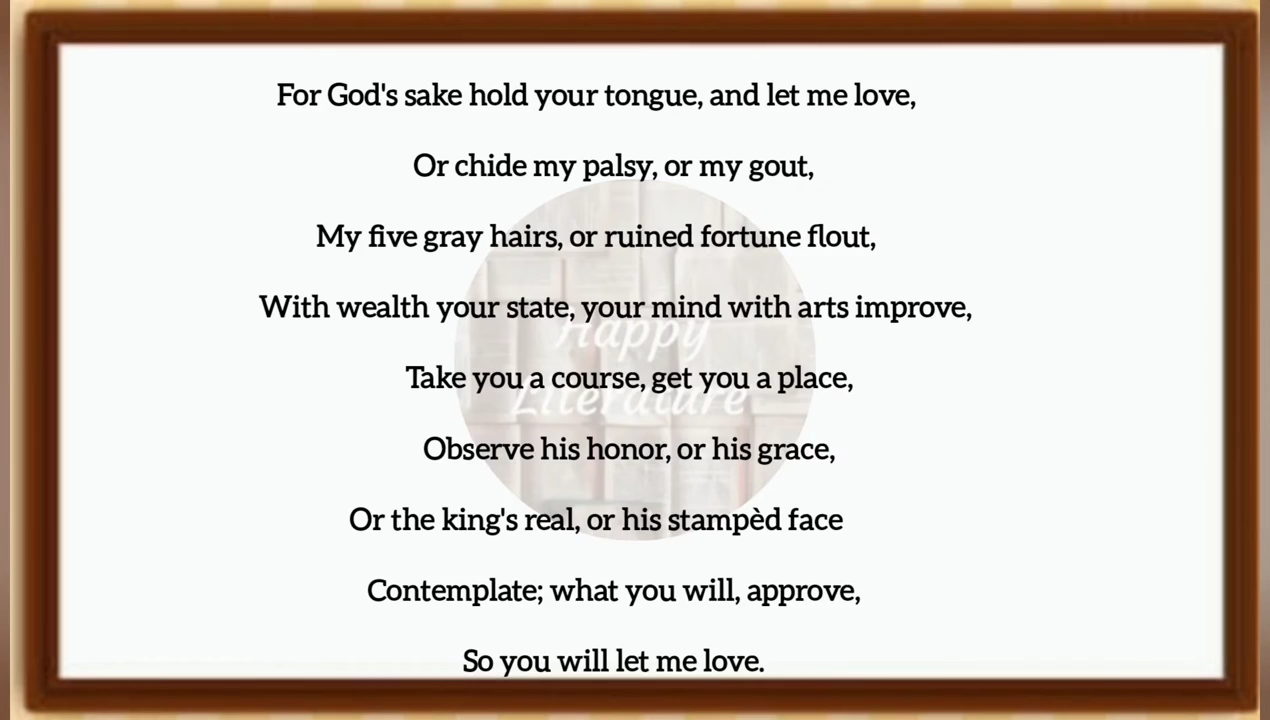 For God's sake hold your tongue, and let me love,
Or chide my palsy, or my gout,
My five gray hairs, or ruined fortune flout,
With wealth your state, your mind with arts improve,
Happy
Take you a course, get you a place,
Literature
Observe his honor, or his grace,
Or the king's real, or his stampèd face
Contemplate; what you will, approve,
So you will let me love.